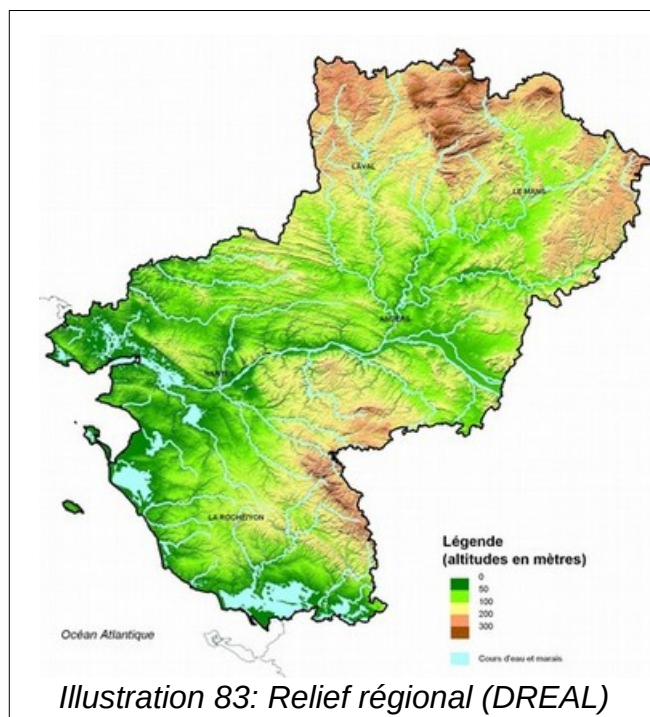 LAVAL
LE MANS
ANGERS
NANTES
LA ROCHE/YON
Légende
(altitudes en mètres)
0
50
100
200
300
Cours d'eau et marais
Océan Atlantique
Illustration 83: Relief régional (DREAL)